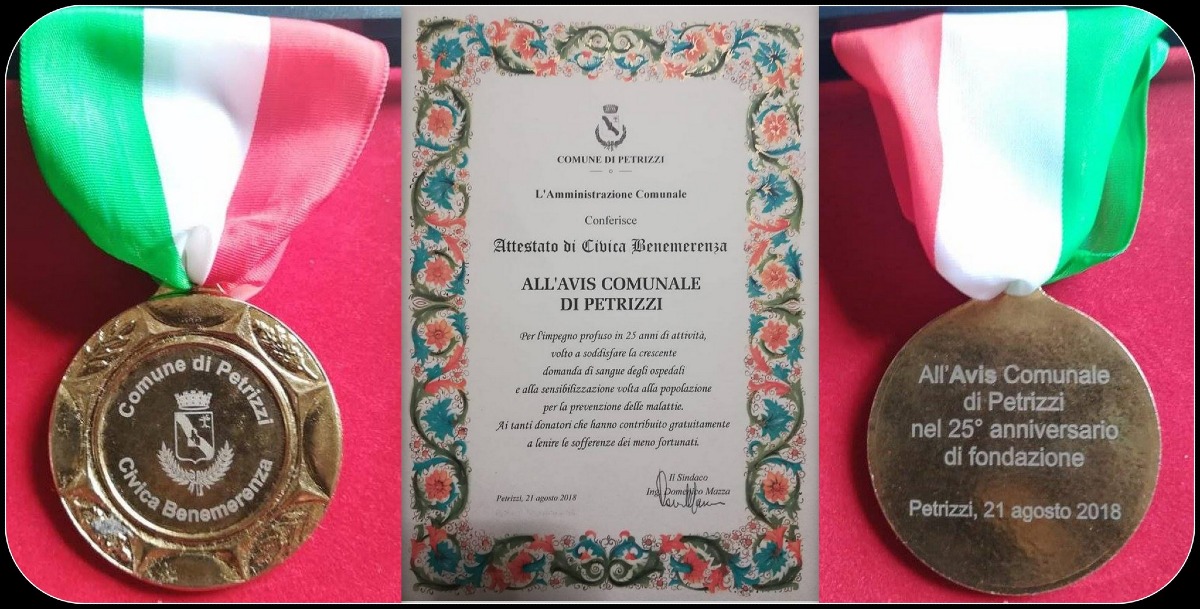 Comune di Petrizzi
Civica Benemerenza
COMUNE DI PETRIZZI
L'Amministrazione Comunale
Conferisce
Attestato di Civica Benemerenza
ALL'AVIS COMUNALE
DI PETRIZZI
Per l'impegno profuso in 25 anni di attività,
volto a soddisfare la crescente
domanda di sangue degli ospedali
e alla sensibilizzazione volta alla popolazione
per la prevenzione delle malattie.
Ai tanti donatori che hanno contribuito gratuitamente
a lenire le sofferenze dei meno fortunati.
Il Sindaco
Ing. Domenico Mazza
Petrizzi, 21 agosto 2018
All'Avis Comunale
di Petrizzi
nel 25° anniversario
di fondazione
Petrizzi, 21 agosto 2018